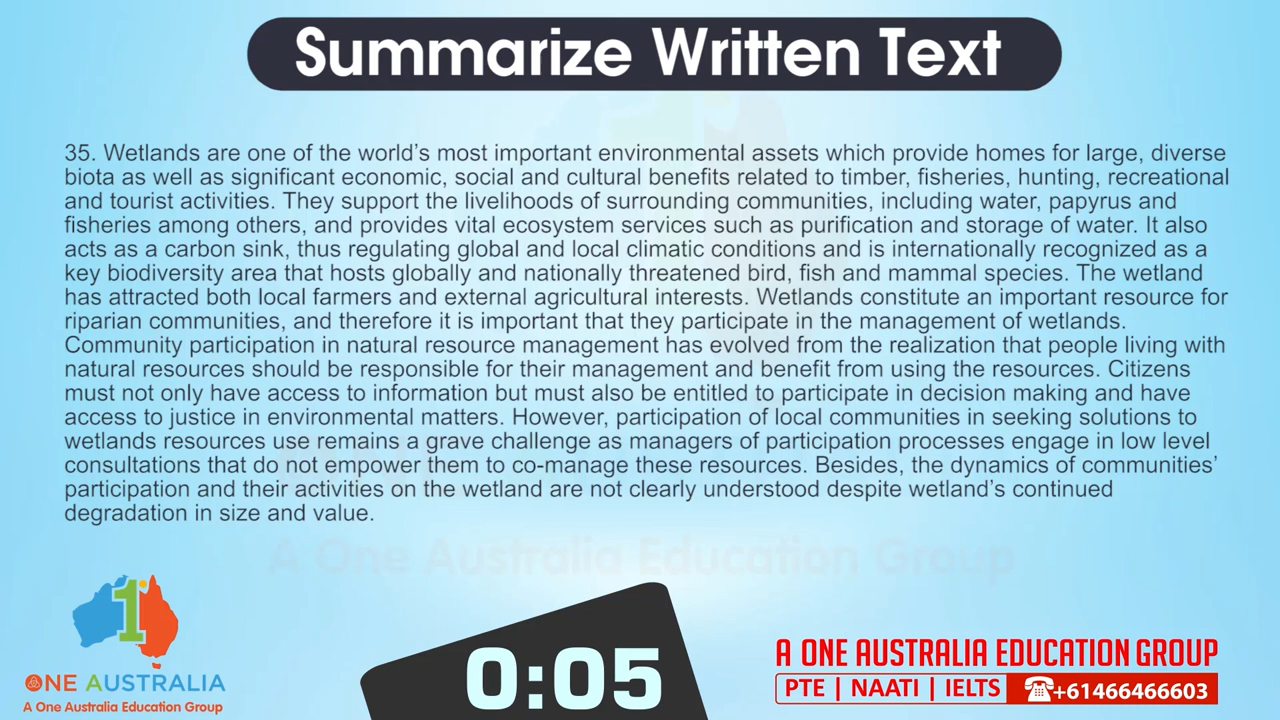 Summarize Written Text
35. Wetlands are one of the world's most important environmental assets which provide homes for large, diverse
biota as well as significant economic, social and cultural benefits related to timber, fisheries, hunting, recreational
and tourist activities. They support the livelihoods of surrounding communities, including water, papyrus and
fisheries among others, and provides vital ecosystem services such as purification and storage of water. It also
acts as a carbon sink, thus regulating global and local climatic conditions and is internationally recognized as a
key biodiversity area that hosts globally and nationally threatened bird, fish and mammal species. The wetland
has attracted both local farmers and external agricultural interests. Wetlands constitute an important resource for
riparian communities, and therefore it is important that they participate in the management of wetlands.
Community participation in natural resource management has evolved from the realization that people living with
natural resources should be responsible for their management and benefit from using the resources. Citizens
must not only have access to information but must also be entitled to participate in decision making and have
access to justice in environmental matters. However, participation of local communities in seeking solutions to
wetlands resources use remains a grave challenge as managers of participation processes engage in low level
consultations that do not empower them to co-manage these resources. Besides, the dynamics of communities'
participation and their activities on the wetland are not clearly understood despite wetland's continued
degradation in size and value.
A One Australia Education Group
1
ONE AUSTRALIA
A One Australia Education Group
0:05
A ONE AUSTRALIA EDUCATION GROUP
PTE | NAATI | IELTS +61466466603